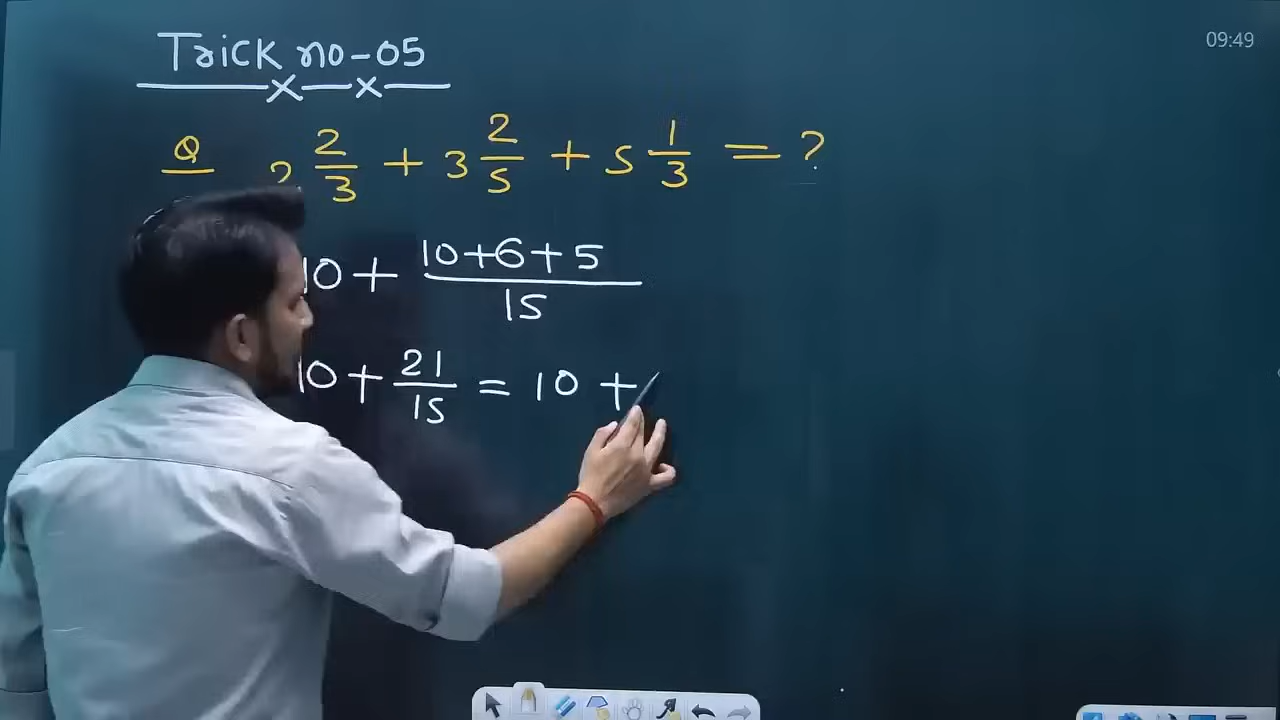 09:49
Trick no-05
Q 2 2/3 + 3 2/5 + 5 1/3 = ?
10 + 10+6+5/15
10 + 21/15 = 10 +